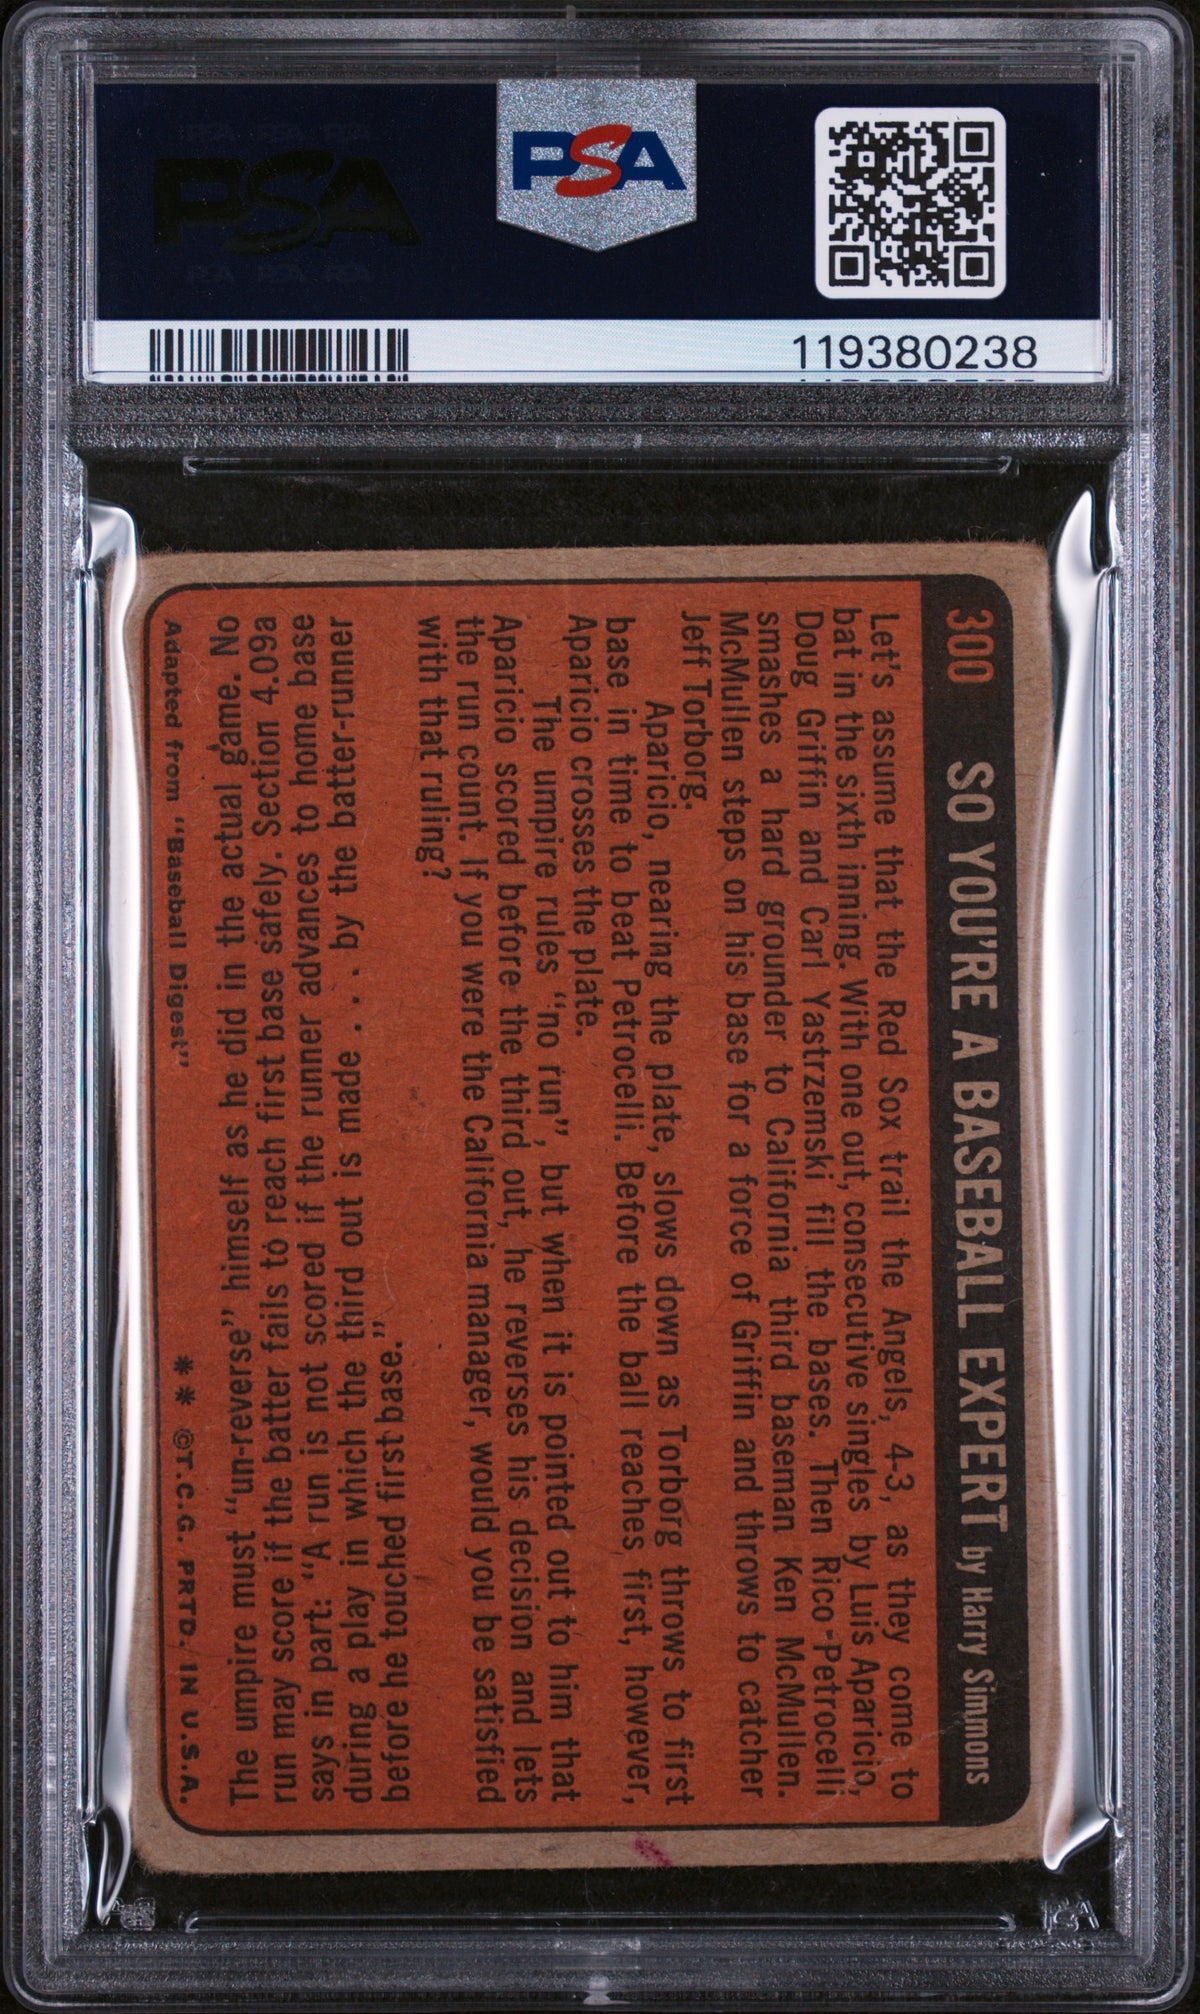 PSA PSA PSA
PSA
PSA PSA PSA
PSA
119380238
300 SO YOU'RE A BASEBALL EXPERT by Harry Simmons
Let's assume that the Red Sox trail the Angels, 4-3, as they come to
bat in the sixth inning. With one out, consecutive singles by Luis Aparicio,
Doug Griffin and Carl Yastrzemski fill the bases. Then Rico Petrocelli
smashes a hard grounder to California third baseman Ken McMullen.
McMullen steps on his base for a force of Griffin and throws to catcher
Jeff Torborg.
Aparicio, nearing the plate, slows down as Torborg throws to first
base in time to beat Petrocelli. Before the ball reaches first, however,
Aparicio crosses the plate.
The umpire rules "no run", but when it is pointed out to him that
Aparicio scored before the third out, he reverses his decision and lets
the run count. If you were the California manager, would you be satisfied
with that ruling?
The umpire must "un-reverse" himself as he did in the actual game. No
run may score if the batter fails to reach first base safely. Section 4.09a
says in part: "A run is not scored if the runner advances to home base
during a play in which the third out is made . . . by the batter-runner
before he touched first base."
Adapted from "Baseball Digest"
** ©T.C.G. PRTD. IN U.S.A.
PSA